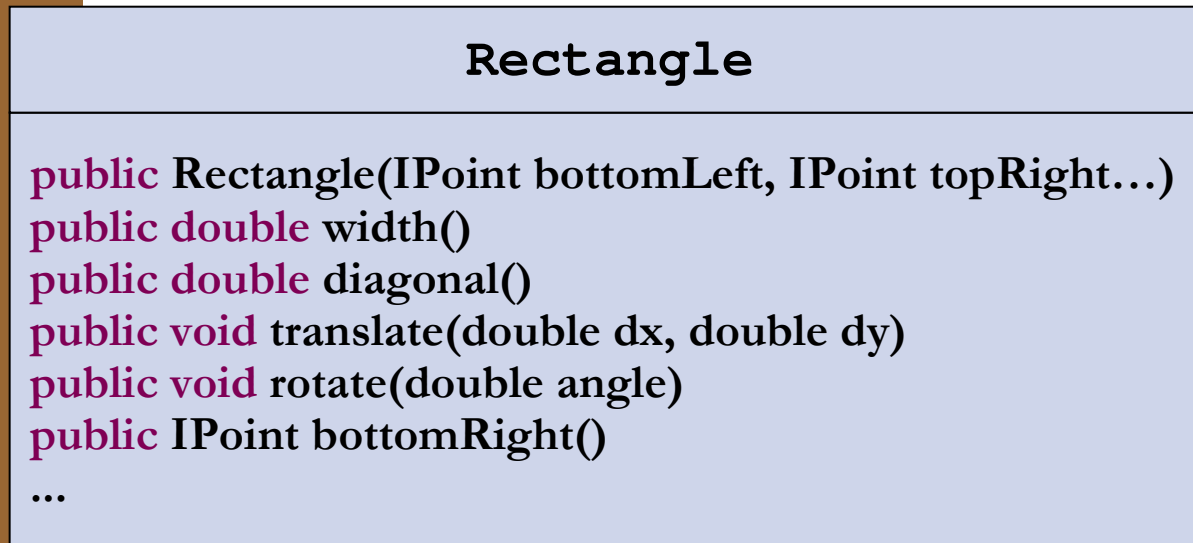 Rectangle
public Rectangle(IPoint bottomLeft, IPoint topRight…)
public double width()
public double diagonal()
public void translate(double dx, double dy)
public void rotate(double angle)
public IPoint bottomRight()
...